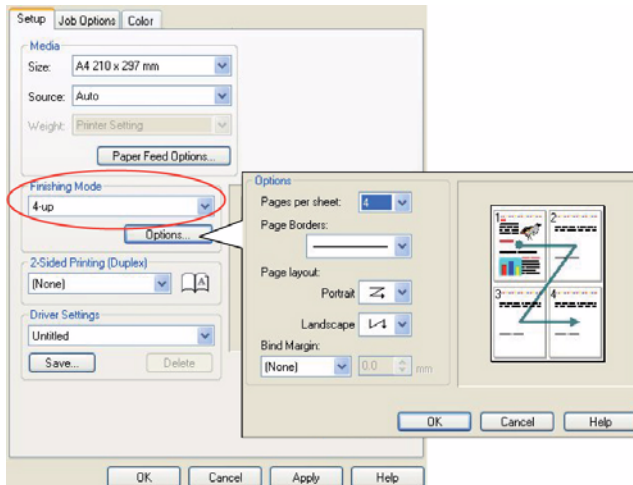 Setup Job Options Color
Media
Size: A4 210 x 297 mm
Source: Auto
Weight: Printer Setting
Paper Feed Options...
Finishing Mode
4-up
Options...
2-Sided Printing (Duplex)
(None)
A
Driver Settings
Untitled
Save... Delete
OK Cancel Apply Help
Options
Pages per sheet: 4
Page Borders:
Page layout:
Portrait
Landscape
Bind Margin:
(None) 0.0 mm
1 2
3 4
OK Cancel Help